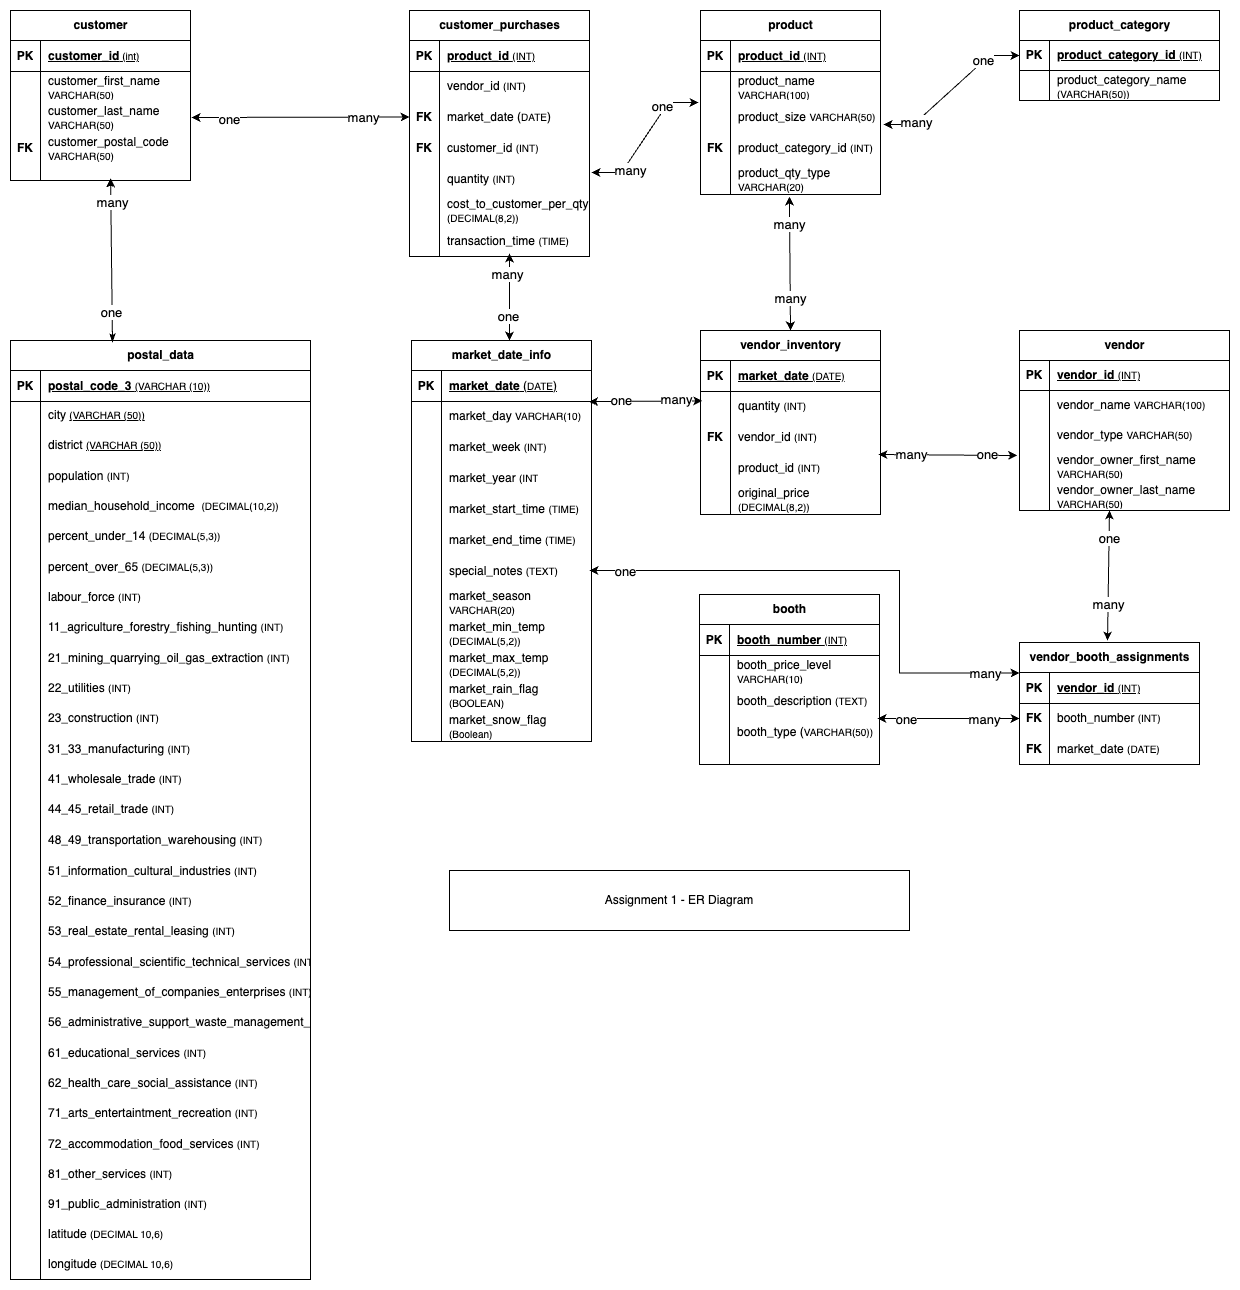 customer
PK customer_id (int)
customer_first_name
VARCHAR(50)
customer_last_name
VARCHAR(50)
FK customer_postal_code
VARCHAR(50)
customer_purchases
PK product_id (INT)
vendor_id (INT)
FK market_date (DATE)
FK customer_id (INT)
quantity (INT)
cost_to_customer_per_qty
(DECIMAL(8,2))
transaction_time (TIME)
product
PK product_id (INT)
product_name
VARCHAR(100)
product_size VARCHAR(50)
FK product_category_id (INT)
product_qty_type
VARCHAR(20)
product_category
PK product_category_id (INT)
product_category_name
(VARCHAR(50))
one
many
one
many
one
many
many
one
many
one
many
many
postal_data
PK postal_code_3 (VARCHAR (10))
city (VARCHAR (50))
district (VARCHAR (50))
population (INT)
median_household_income (DECIMAL(10,2))
percent_under_14 (DECIMAL(5,3))
percent_over_65 (DECIMAL(5,3))
labour_force (INT)
11_agriculture_forestry_fishing_hunting (INT)
21_mining_quarrying_oil_gas_extraction (INT)
22_utilities (INT)
23_construction (INT)
31_33_manufacturing (INT)
41_wholesale_trade (INT)
44_45_retail_trade (INT)
48_49_transportation_warehousing (INT)
51_information_cultural_industries (INT)
52_finance_insurance (INT)
53_real_estate_rental_leasing (INT)
54_professional_scientific_technical_services (INT
55_management_of_companies_enterprises (INT)
56_administrative_support_waste_management_
61_educational_services (INT)
62_health_care_social_assistance (INT)
71_arts_entertaintment_recreation (INT)
72_accommodation_food_services (INT)
81_other_services (INT)
91_public_administration (INT)
latitude (DECIMAL 10,6)
longitude (DECIMAL 10,6)
market_date_info
PK market_date (DATE)
market_day VARCHAR(10)
market_week (INT)
market_year (INT
market_start_time (TIME)
market_end_time (TIME)
special_notes (TEXT)
market_season
VARCHAR(20)
market_min_temp
(DECIMAL(5,2))
market_max_temp
(DECIMAL(5,2))
market_rain_flag
(BOOLEAN)
market_snow_flag
(Boolean)
one
many
vendor_inventory
PK market_date (DATE)
quantity (INT)
FK vendor_id (INT)
product_id (INT)
original_price
(DECIMAL(8,2))
many
one
vendor
PK vendor_id (INT)
vendor_name VARCHAR(100)
vendor_type VARCHAR(50)
vendor_owner_first_name
VARCHAR(50)
vendor_owner_last_name
VARCHAR(50)
one
many
one
many
booth
PK booth_number (INT)
booth_price_level
VARCHAR(10)
booth_description (TEXT)
booth_type (VARCHAR(50))
one
many
vendor_booth_assignments
PK vendor_id (INT)
FK booth_number (INT)
FK market_date (DATE)
Assignment 1 - ER Diagram